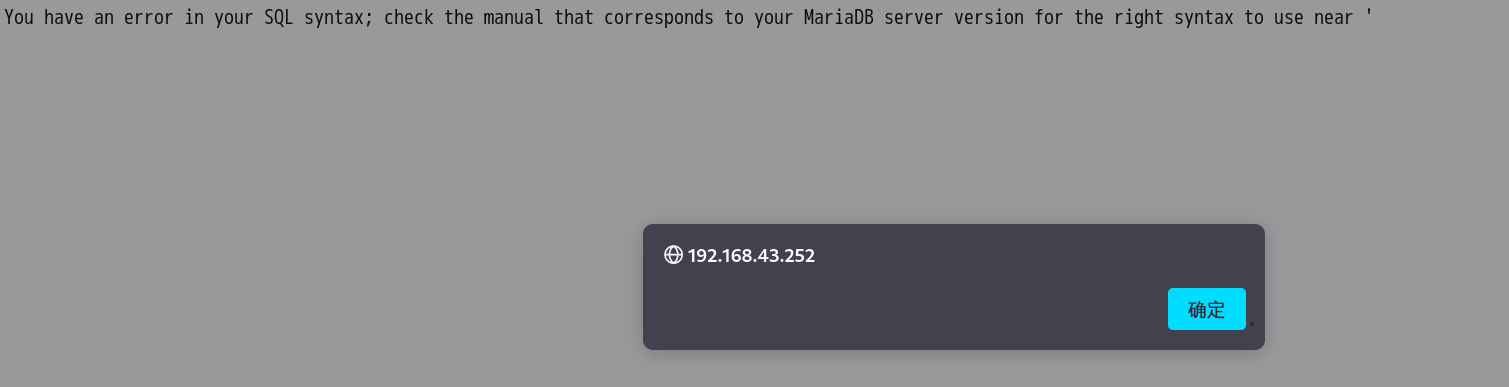 You have an error in your SQL syntax; check the manual that corresponds to your MariaDB server version for the right syntax to use near '
192.168.43.252
确定